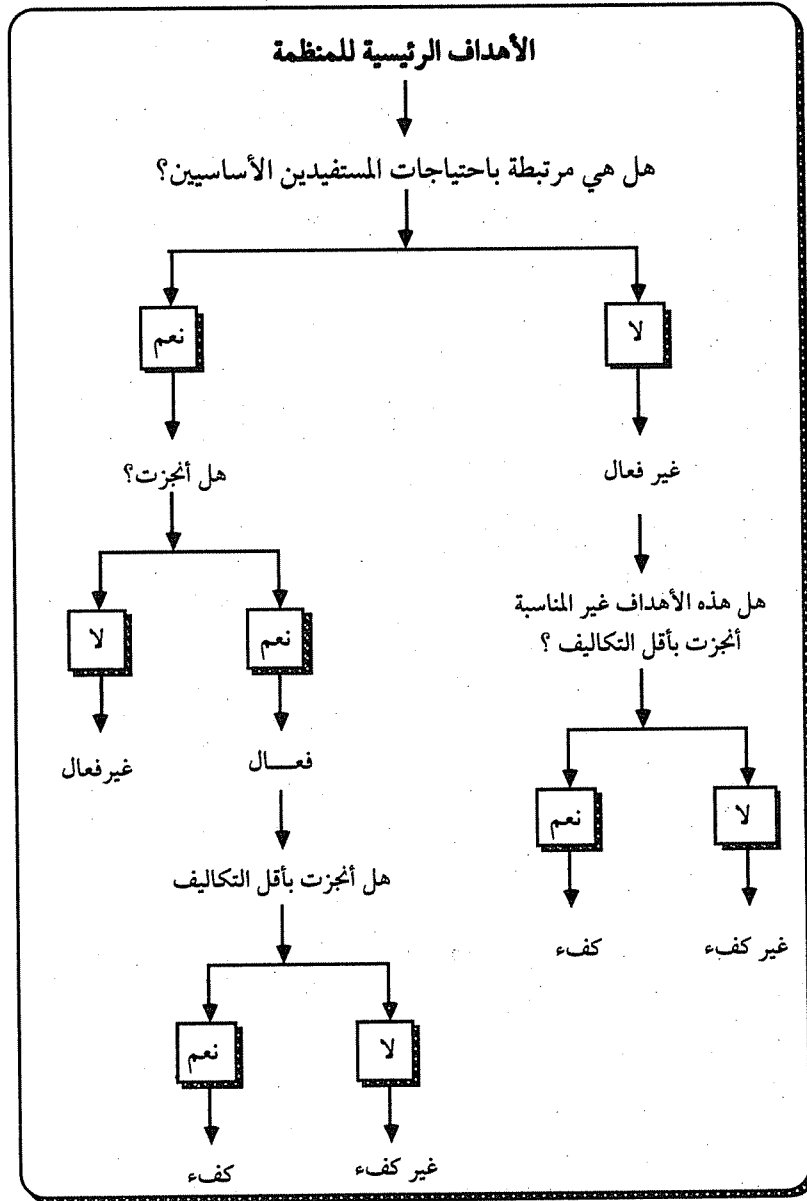 الأهداف الرئيسية للمنظمة
هل هي مرتبطة باحتياجات المستفيدين الأساسيين؟
لا
نعم
غير فعال
هل أنجزت؟
هل هذه الأهداف غير المناسبة
أنجزت بأقل التكاليف ؟
نعم
لا
فعـــال
غير فعال
لا
نعم
هل أنجزت بأقل التكاليف
غير كفء
كفء
لا
نعم
غير كفء
كفء